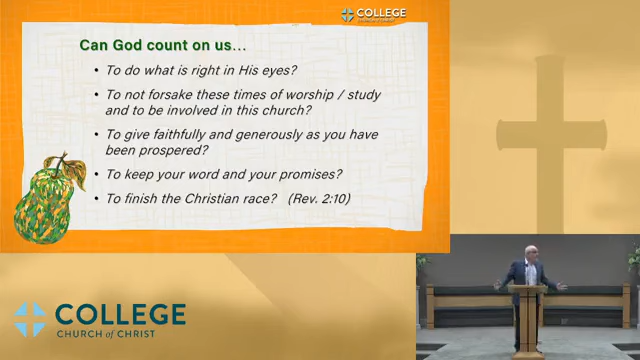 COLLEGE
CHURCH of CHRIST
Can God count on us...
• To do what is right in His eyes?
• To not forsake these times of worship / study
and to be involved in this church?
• To give faithfully and generously as you have
been prospered?
• To keep your word and your promises?
• To finish the Christian race? (Rev. 2:10)
COLLEGE
CHURCH of CHRIST